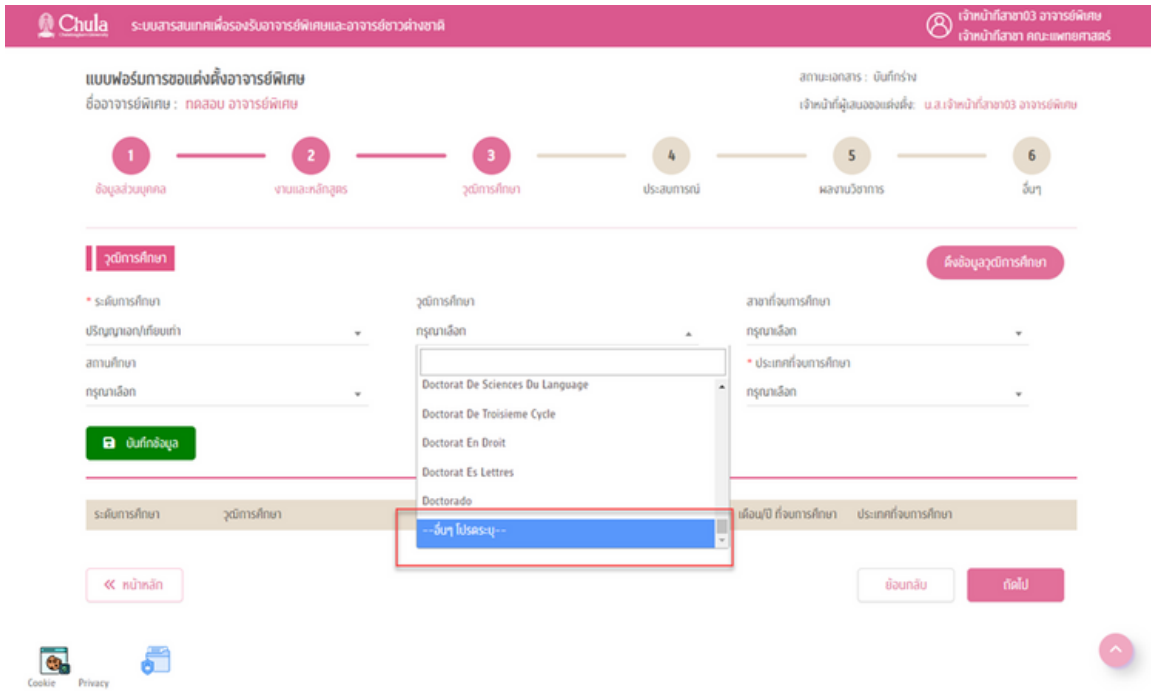 Chula
ระบบสารสนเทศเพื่อรองรับอาจารย์พิเศษและอาจารย์ชาวต่างชาติ
เจ้าหน้าที่สาขา03 อาจารย์พิเศษ
เจ้าหน้าที่สาขา คณะแพทยศาสตร์
แบบฟอร์มการขอแต่งตั้งอาจารย์พิเศษ
สถานะเอกสาร : บันทึกร่าง
ชื่ออาจารย์พิเศษ : ทดสอบ อาจารย์พิเศษ
เจ้าหน้าที่ผู้เสนอขอแต่งตั้ง: น.ส.เจ้าหน้าที่สาขา03 อาจารย์พิเศษ
1 2 3 4 5 6
ข้อมูลส่วนบุคคล งานและหลักสูตร วุฒิการศึกษา ประสบการณ์ ผลงานวิชาการ อื่นๆ
วุฒิการศึกษา
ดึงข้อมูลวุฒิการศึกษา
* ระดับการศึกษา วุฒิการศึกษา สาขาที่จบการศึกษา
ปริญญาเอก/เทียบเท่า กรุณาเลือก กรุณาเลือก
สถานศึกษา * ประเทศที่จบการศึกษา
กรุณาเลือก กรุณาเลือก
Doctorat De Sciences Du Language
Doctorat De Troisieme Cycle
Doctorat En Droit
Doctorat Es Lettres
Doctorado
--อื่นๆ โปรดระบุ--
บันทึกข้อมูล
ระดับการศึกษา วุฒิการศึกษา เดือน/ปี ที่จบการศึกษา ประเทศที่จบการศึกษา
หน้าหลัก ย้อนกลับ ถัดไป
Cookie Privacy